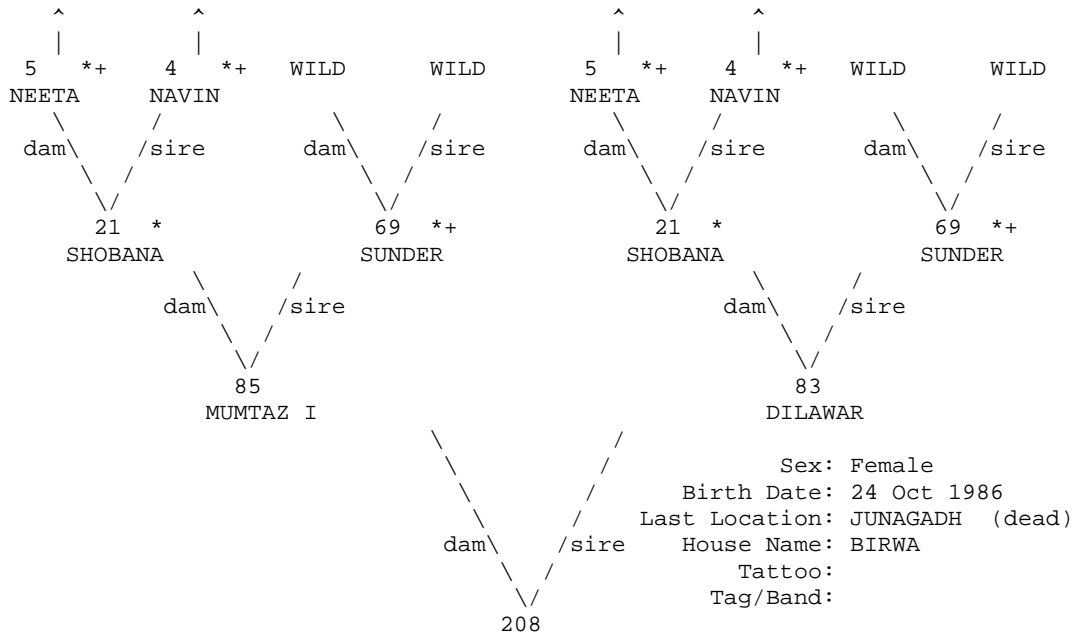 ^ ^ ^ ^
| | | |
5 *+ 4 *+ WILD WILD 5 *+ 4 *+ WILD WILD
NEETA NAVIN NEETA NAVIN
\ / \ / \ / \ /
dam\ /sire dam\ /sire dam\ /sire dam\ /sire
\ / \ / \ / \ /
\/ \/ \/ \/
21 * 69 *+ 21 * 69 *+
SHOBANA SUNDER SHOBANA SUNDER
\ / \ /
dam\ /sire dam\ /sire
\ / \ /
\/ \/
85 83
MUMTAZ I DILAWAR
\ /
\ / Sex: Female
\ / Birth Date: 24 Oct 1986
\ / Last Location: JUNAGADH (dead)
dam\ /sire House Name: BIRWA
\ / Tattoo:
\/ Tag/Band:
208